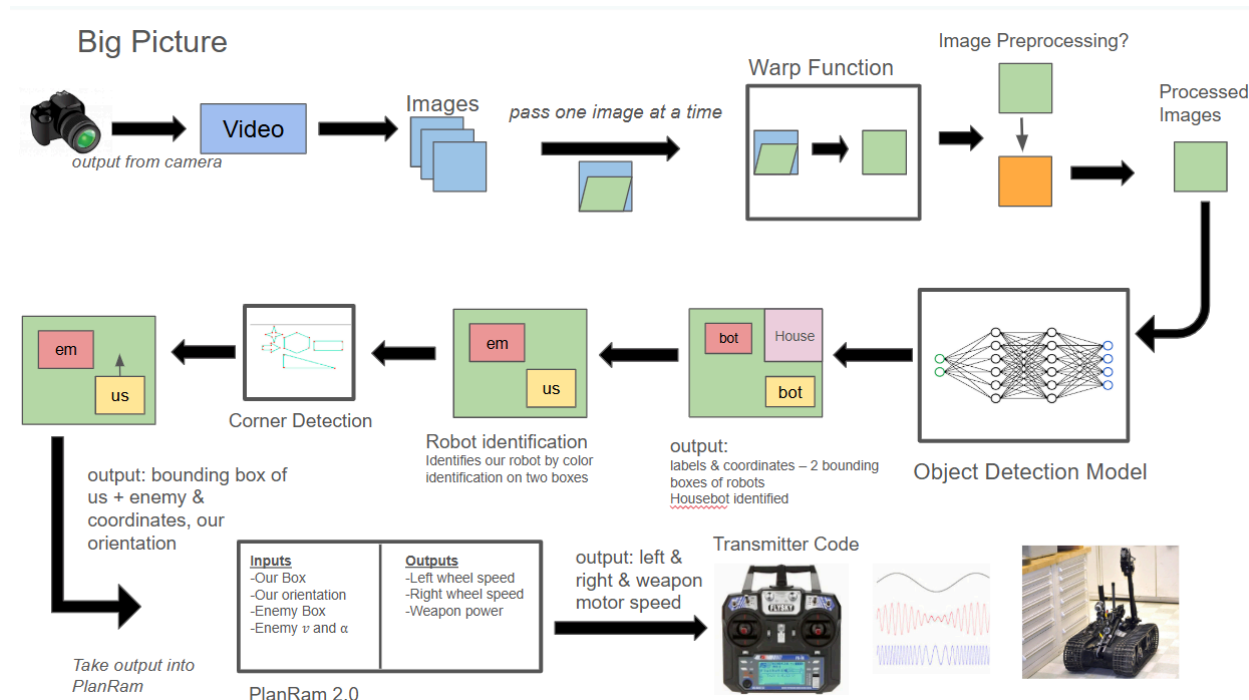 Big Picture
output from camera
Video
Images
pass one image at a time
Warp Function
Image Preprocessing?
Processed
Images
em
us
output: bounding box of
us + enemy &
coordinates, our
orientation
Corner Detection
em
us
Robot identification
Identifies our robot by color
identification on two boxes
bot
House
bot
output:
labels & coordinates – 2 bounding
boxes of robots
Housebot identified
Object Detection Model
Take output into
PlanRam
Inputs
-Our Box
-Our orientation
-Enemy Box
-Enemy v and α
Outputs
-Left wheel speed
-Right wheel speed
-Weapon power
PlanRam 2.0
output: left &
right & weapon
motor speed
Transmitter Code
FLYSKY